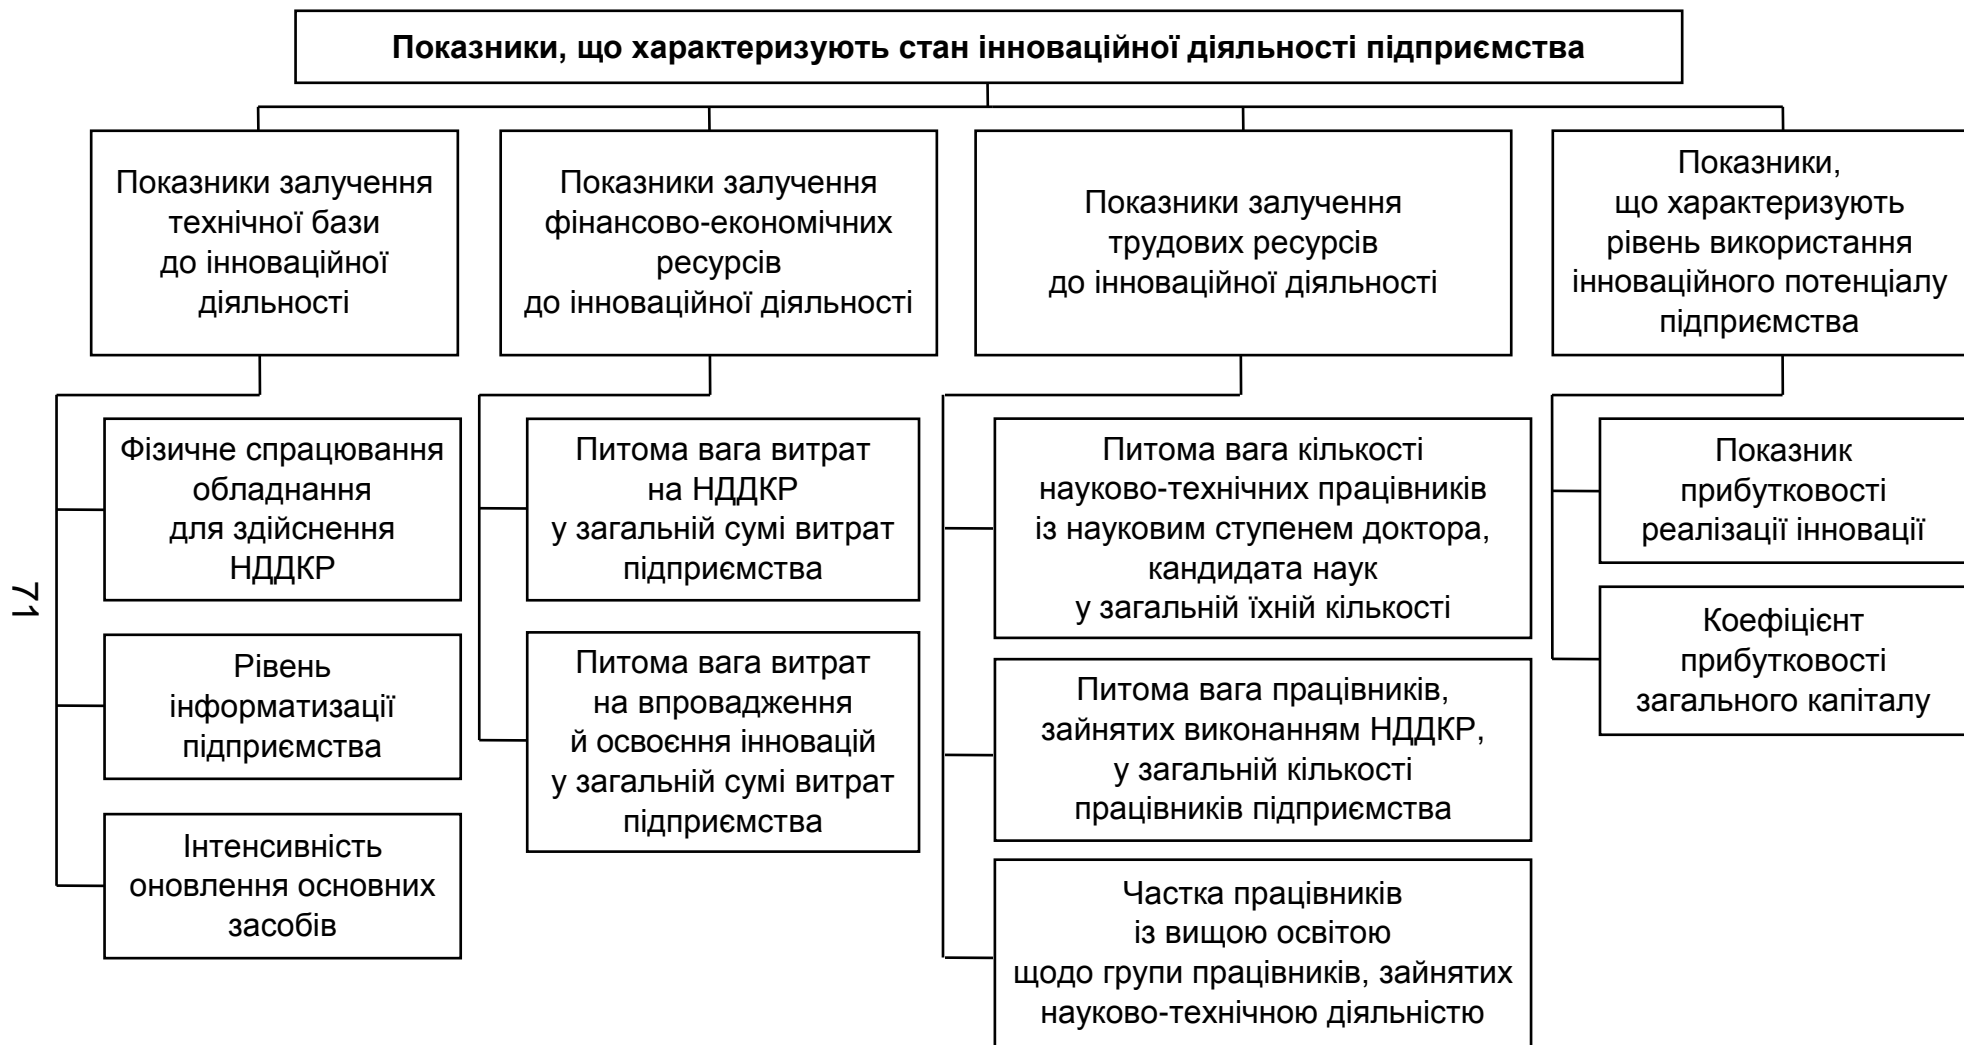 Показники, що характеризують стан інноваційної діяльності підприємства
Показники залучення
технічної бази
до інноваційної
діяльності
Показники залучення
фінансово-економічних
ресурсів
до інноваційної діяльності
Показники залучення
трудових ресурсів
до інноваційної діяльності
Показники,
що характеризують
рівень використання
інноваційного потенціалу
підприємства
Фізичне спрацювання
обладнання
для здійснення
НДДКР
Рівень
інформатизації
підприємства
Інтенсивність
оновлення основних
засобів
Питома вага витрат
на НДДКР
у загальній сумі витрат
підприємства
Питома вага витрат
на впровадження
й освоєння інновацій
у загальній сумі витрат
підприємства
Питома вага кількості
науково-технічних працівників
із науковим ступенем доктора,
кандидата наук
у загальній їхній кількості
Питома вага працівників,
зайнятих виконанням НДДКР,
у загальній кількості
працівників підприємства
Частка працівників
із вищою освітою
щодо групи працівників, зайнятих
науково-технічною діяльністю
Показник
прибутковості
реалізації інновації
Коефіцієнт
прибутковості
загального капіталу
71